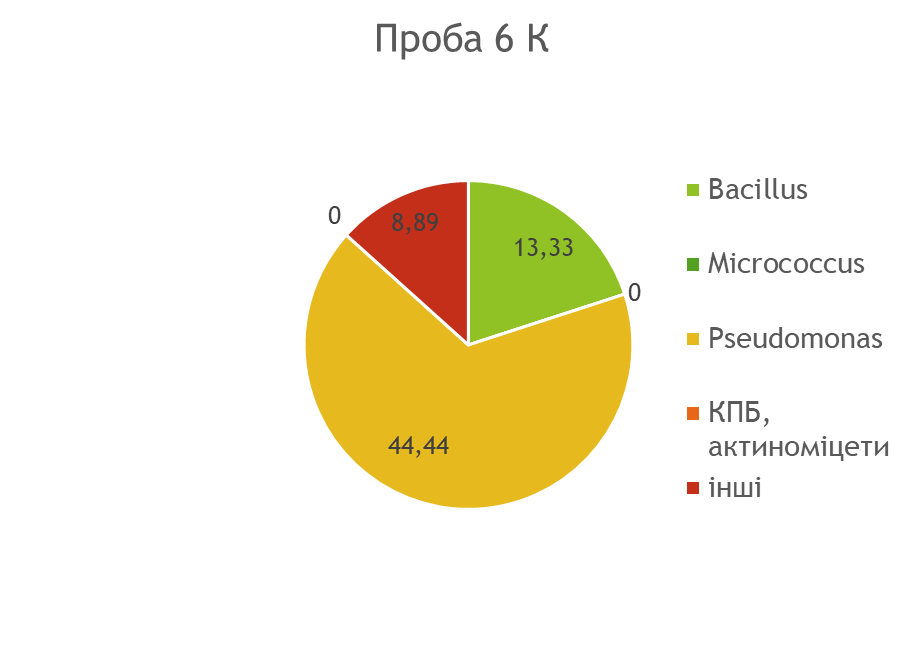 Проба 6 К
0
8,89
13,33
0
44,44
Bacillus
Micrococcus
Pseudomonas
КПБ,
актиноміцети
інші